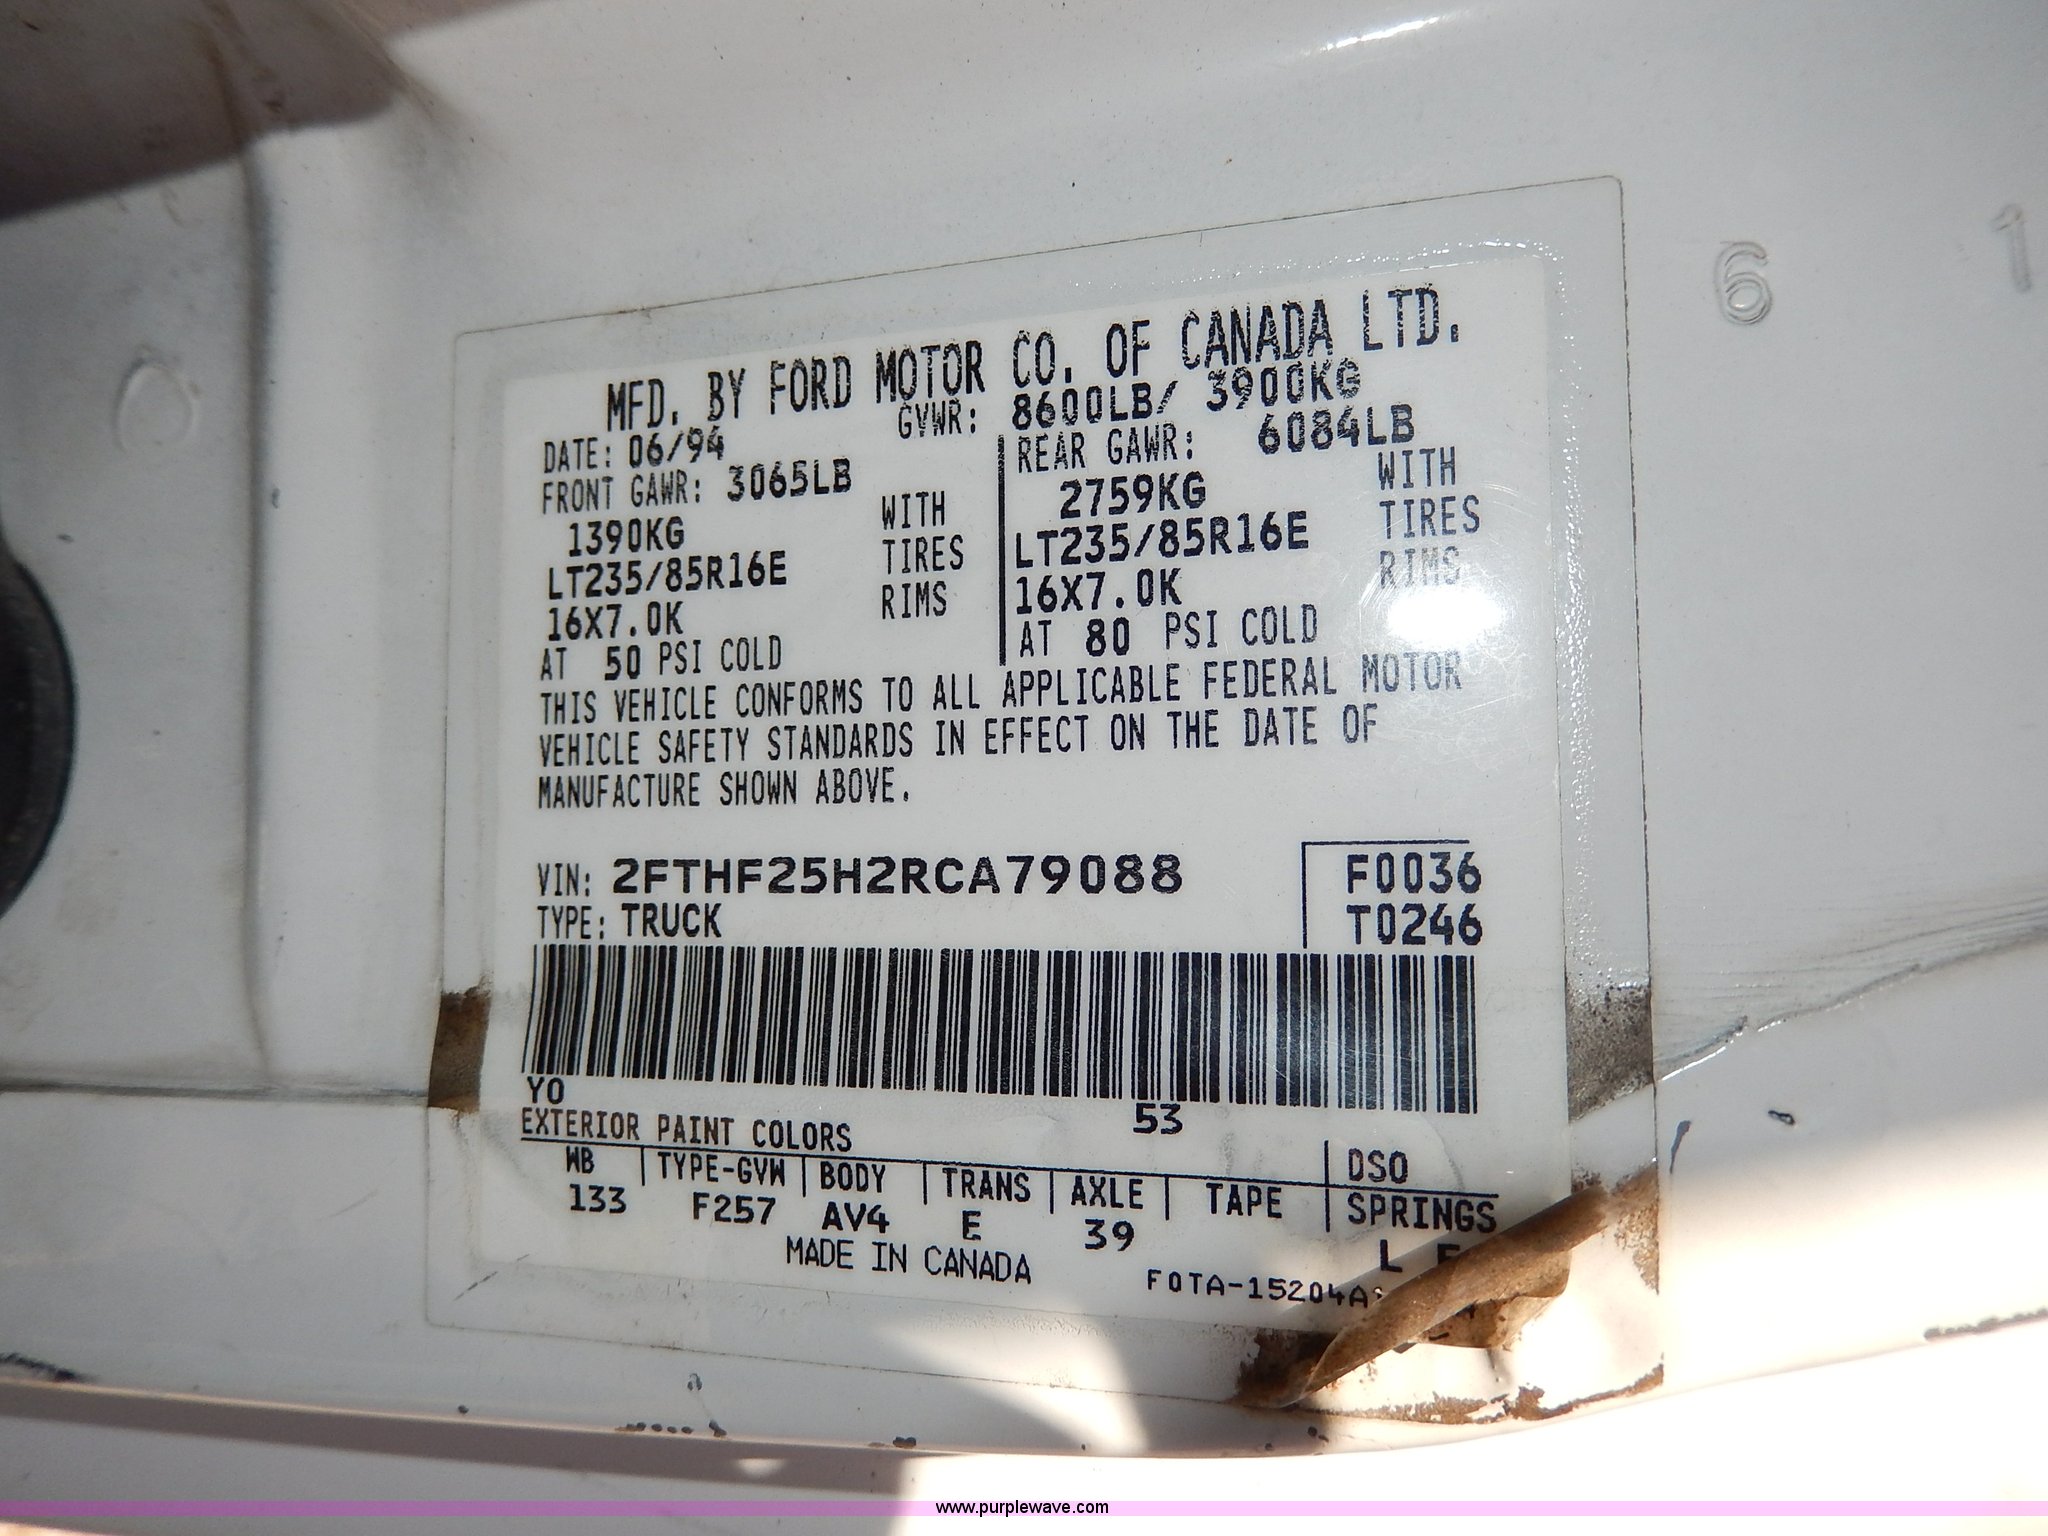 MFD. BY FORD MOTOR CO. OF CANADA LTD.
DATE: 06/94 GVWR: 8600LB/ 3900KG
FRONT GAWR: 3065LB REAR GAWR: 6084LB
1390KG WITH 2759KG WITH
LT235/85R16E TIRES LT235/85R16E TIRES
16X7.0K RIMS 16X7.0K RIMS
AT 50 PSI COLD AT 80 PSI COLD
THIS VEHICLE CONFORMS TO ALL APPLICABLE FEDERAL MOTOR
VEHICLE SAFETY STANDARDS IN EFFECT ON THE DATE OF
MANUFACTURE SHOWN ABOVE.
VIN: 2FTHF25H2RCA79088 F0036
TYPE: TRUCK T0246
YO 53
EXTERIOR PAINT COLORS DSO
WB TYPE-GVW BODY TRANS AXLE TAPE SPRINGS
133 F257 AV4 E 39 L
MADE IN CANADA
F0TA-15204A
6 1
www.purplewave.com